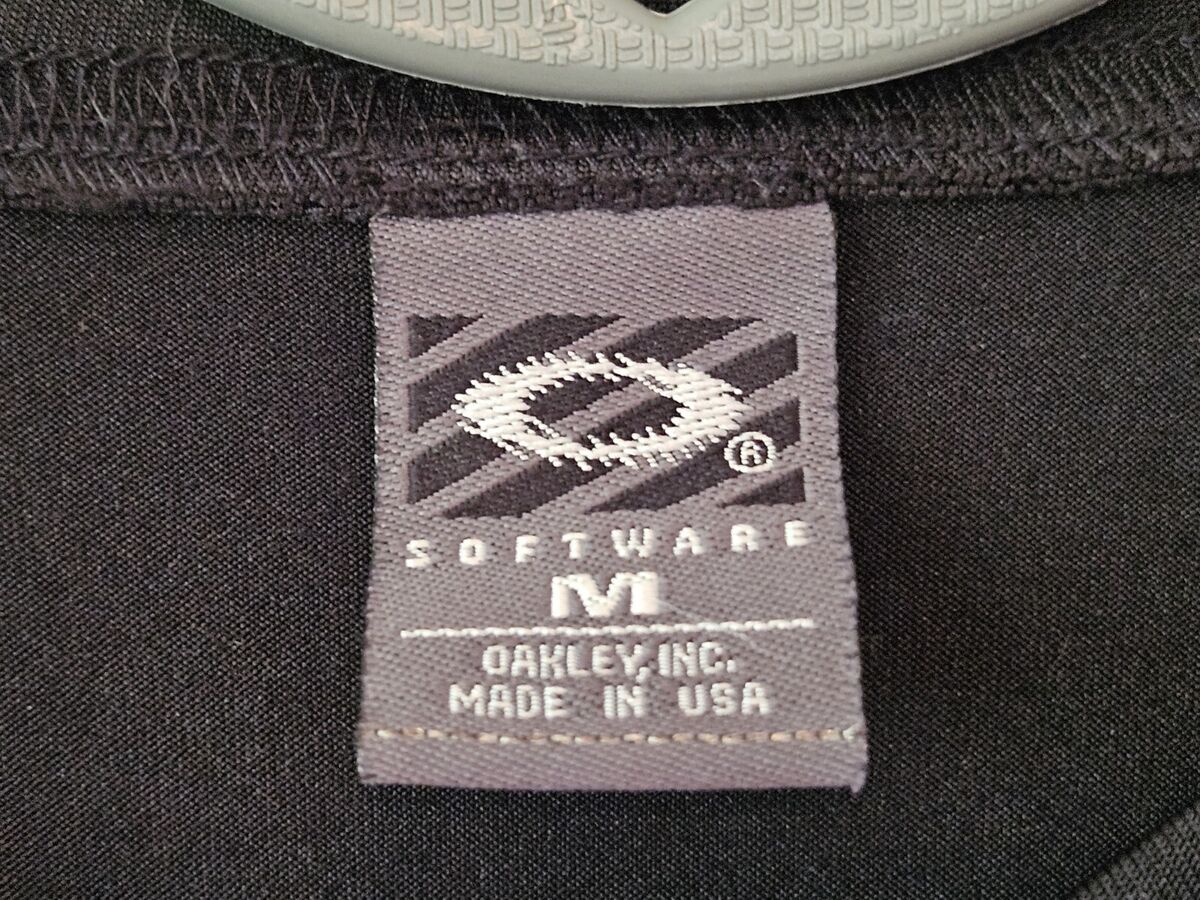 ®
SOFTWARE
M
OAKLEY, INC.
MADE IN USA